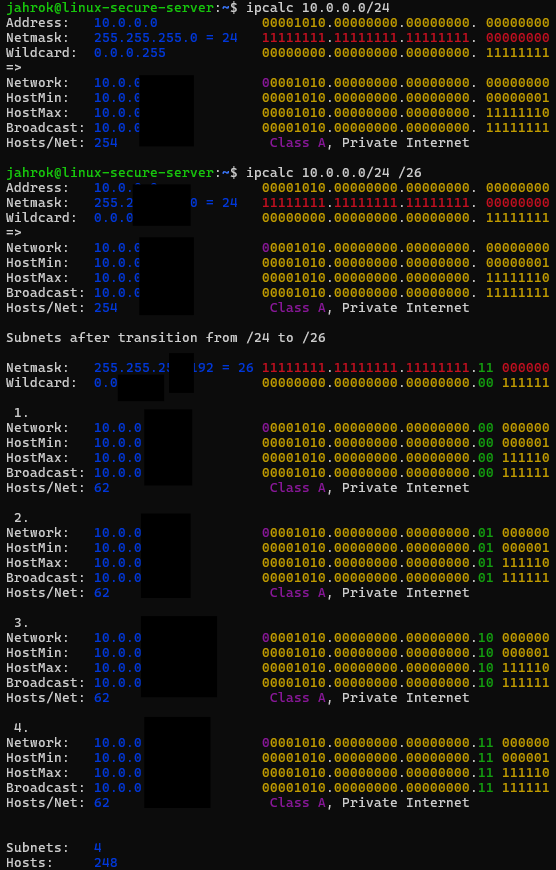 jahrok@linux-secure-server:~$ ipcalc 10.0.0.0/24
Address: 10.0.0.0 00001010.00000000.00000000. 00000000
Netmask: 255.255.255.0 = 24 11111111.11111111.11111111. 00000000
Wildcard: 0.0.0.255 00000000.00000000.00000000. 11111111
=>
Network: 10.0.0 00001010.00000000.00000000. 00000000
HostMin: 10.0.0 00001010.00000000.00000000. 00000001
HostMax: 10.0.0 00001010.00000000.00000000. 11111110
Broadcast: 10.0.0 00001010.00000000.00000000. 11111111
Hosts/Net: 254 Class A, Private Internet
jahrok@linux-secure-server:~$ ipcalc 10.0.0.0/24 /26
Address: 00001010.00000000.00000000. 00000000
Netmask: 255.2 0 = 24 11111111.11111111.11111111. 00000000
Wildcard: 0.0.0 00000000.00000000.00000000. 11111111
=>
Network: 10.0.0 00001010.00000000.00000000. 00000000
HostMin: 10.0.0 00001010.00000000.00000000. 00000001
HostMax: 10.0.0 00001010.00000000.00000000. 11111110
Broadcast: 10.0.0 00001010.00000000.00000000. 11111111
Hosts/Net: 254 Class A, Private Internet
Subnets after transition from /24 to /26
Netmask: 255.255.25 192 = 26 11111111.11111111.11111111.11 000000
Wildcard: 0.0 00000000.00000000.00000000.00 111111
1.
Network: 10.0.0 00001010.00000000.00000000.00 000000
HostMin: 10.0.0 00001010.00000000.00000000.00 000001
HostMax: 10.0.0 00001010.00000000.00000000.00 111110
Broadcast: 10.0.0 00001010.00000000.00000000.00 111111
Hosts/Net: 62 Class A, Private Internet
2.
Network: 10.0.0 00001010.00000000.00000000.01 000000
HostMin: 10.0.0 00001010.00000000.00000000.01 000001
HostMax: 10.0.0 00001010.00000000.00000000.01 111110
Broadcast: 10.0.0 00001010.00000000.00000000.01 111111
Hosts/Net: 62 Class A, Private Internet
3.
Network: 10.0.0 00001010.00000000.00000000.10 000000
HostMin: 10.0.0 00001010.00000000.00000000.10 000001
HostMax: 10.0.0 00001010.00000000.00000000.10 111110
Broadcast: 10.0.0 00001010.00000000.00000000.10 111111
Hosts/Net: 62 Class A, Private Internet
4.
Network: 10.0.0 00001010.00000000.00000000.11 000000
HostMin: 10.0.0 00001010.00000000.00000000.11 000001
HostMax: 10.0.0 00001010.00000000.00000000.11 111110
Broadcast: 10.0.0 00001010.00000000.00000000.11 111111
Hosts/Net: 62 Class A, Private Internet
Subnets: 4
Hosts: 248